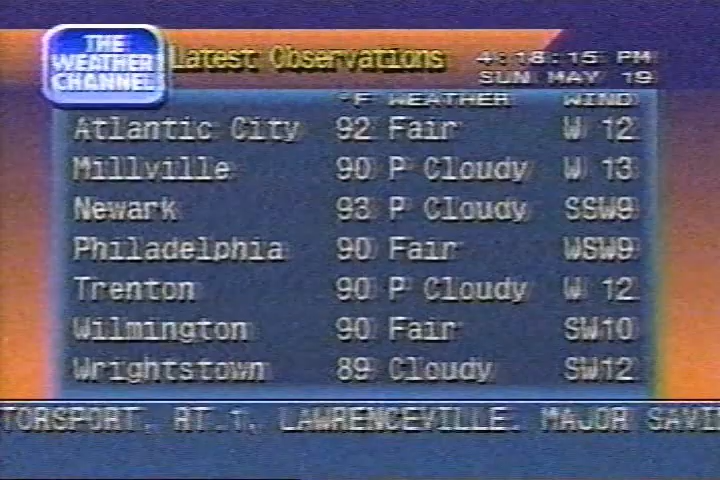 THE
WEATHER
CHANNEL
Latest Observations
4:18:15 PM
SUN MAY 19
°F WEATHER WIND
Atlantic City 92 Fair W 12
Millville 90 P Cloudy W 13
Newark 93 P Cloudy SSW9
Philadelphia 90 Fair WSW9
Trenton 90 P Cloudy W 12
Wilmington 90 Fair SW10
Wrightstown 89 Cloudy SW12
TORSPORT, RT.1, LAWRENCEVILLE. MAJOR SAVI